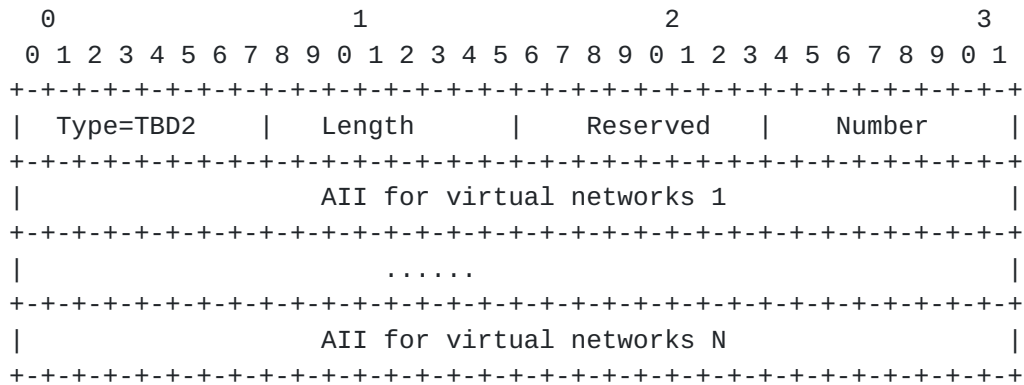 0 1 2 3
0 1 2 3 4 5 6 7 8 9 0 1 2 3 4 5 6 7 8 9 0 1 2 3 4 5 6 7 8 9 0 1
+-+-+-+-+-+-+-+-+-+-+-+-+-+-+-+-+-+-+-+-+-+-+-+-+-+-+-+-+-+-+-+-+
| Type=TBD2 | Length | Reserved | Number |
+-+-+-+-+-+-+-+-+-+-+-+-+-+-+-+-+-+-+-+-+-+-+-+-+-+-+-+-+-+-+-+-+
| AII for virtual networks 1 |
+-+-+-+-+-+-+-+-+-+-+-+-+-+-+-+-+-+-+-+-+-+-+-+-+-+-+-+-+-+-+-+-+
| ...... |
+-+-+-+-+-+-+-+-+-+-+-+-+-+-+-+-+-+-+-+-+-+-+-+-+-+-+-+-+-+-+-+-+
| AII for virtual networks N |
+-+-+-+-+-+-+-+-+-+-+-+-+-+-+-+-+-+-+-+-+-+-+-+-+-+-+-+-+-+-+-+-+